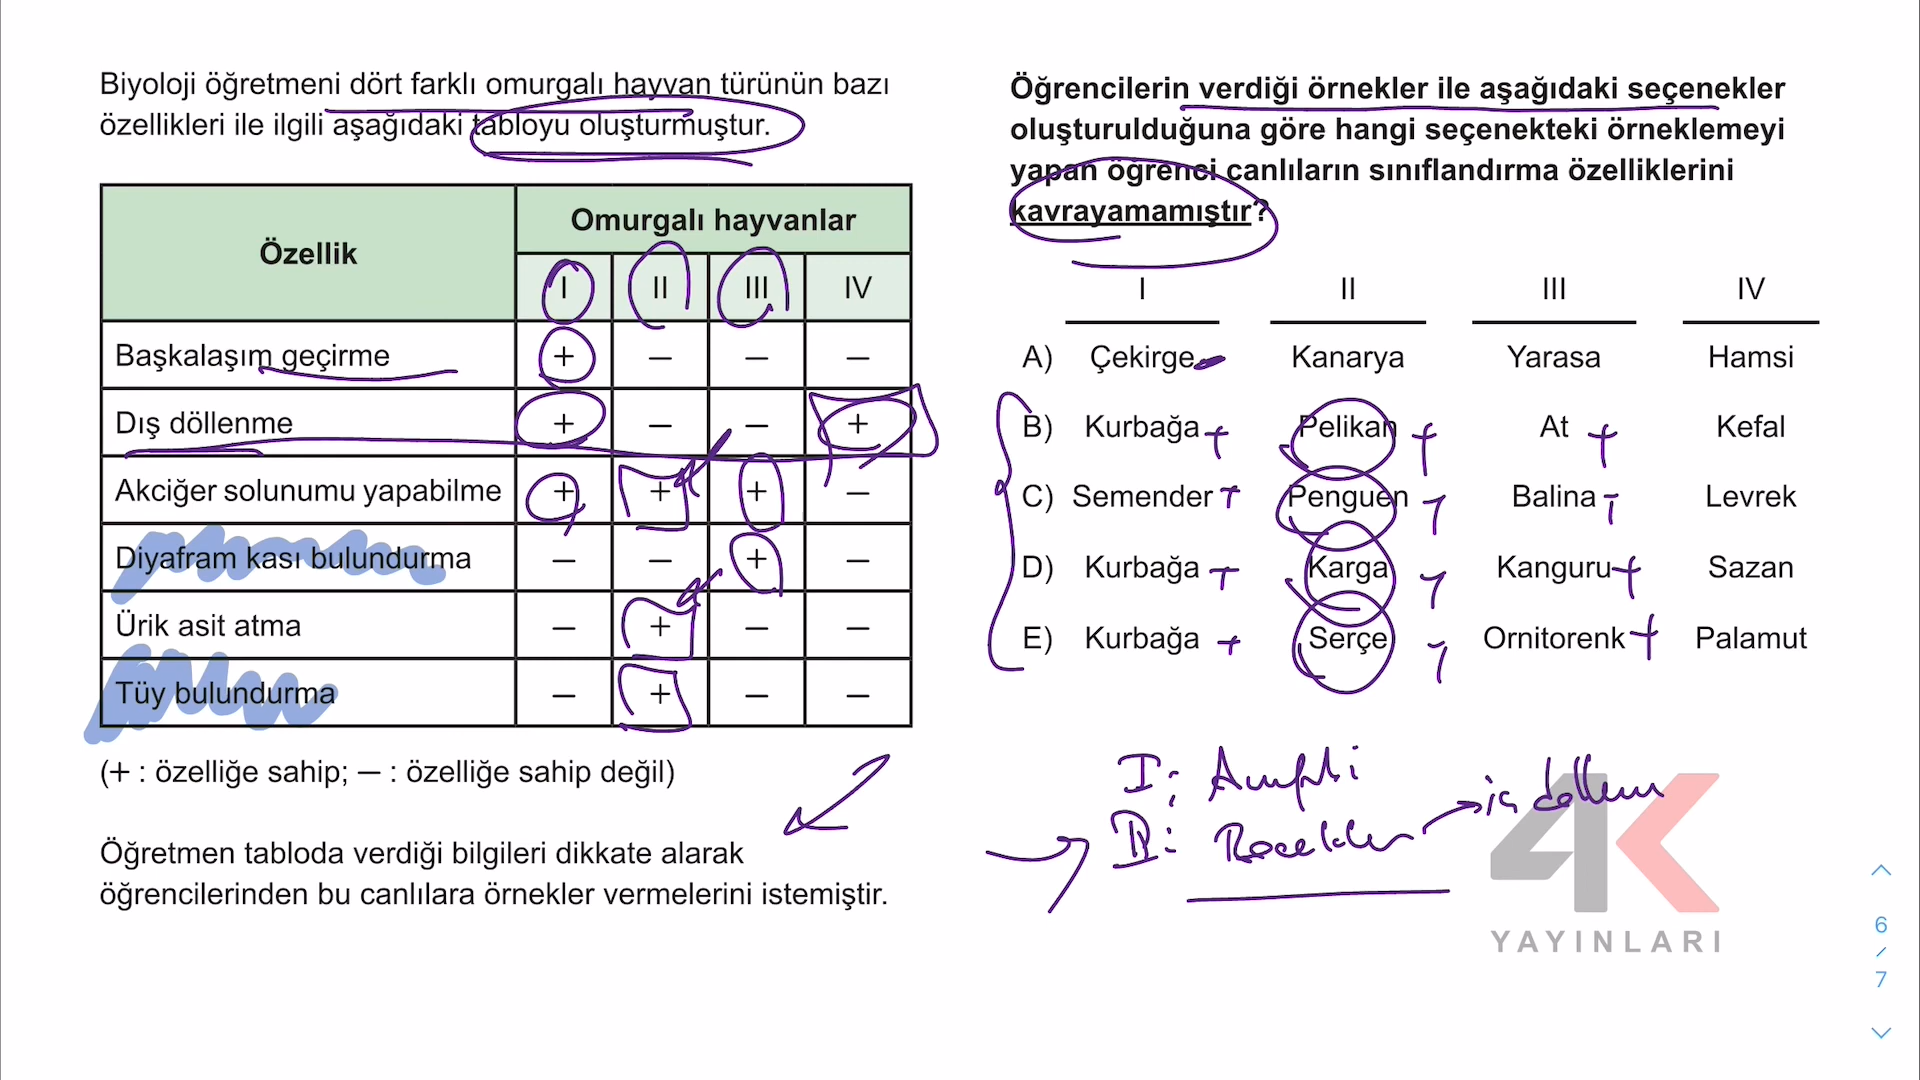 Biyoloji öğretmeni dört farklı omurgalı hayvan türünün bazı
özellikleri ile ilgili aşağıdaki tabloyu oluşturmuştur.
Özellik
Omurgalı hayvanlar
I II III IV
Başkalaşım geçirme + – – –
Dış döllenme + – – +
Akciğer solunumu yapabilme + + + –
Diyafram kası bulundurma – – + –
Ürik asit atma – + – –
Tüy bulundurma – + – –
(+ : özelliğe sahip; – : özelliğe sahip değil)
Öğretmen tabloda verdiği bilgileri dikkate alarak
öğrencilerinden bu canlılara örnekler vermelerini istemiştir.
Öğrencilerin verdiği örnekler ile aşağıdaki seçenekler
oluşturulduğuna göre hangi seçenekteki örneklemeyi
yapan öğrenci canlıların sınıflandırma özelliklerini
kavrayamamıştır?
I II III IV
A) Çekirge Kanarya Yarasa Hamsi
B) Kurbağa + Pelikan + At + Kefal
C) Semender + Penguen + Balina + Levrek
D) Kurbağa + Karga + Kanguru + Sazan
E) Kurbağa + Serçe + Ornitorenk + Palamut
I:
iç döllenm
4K
YAYINLARI
6
/
7